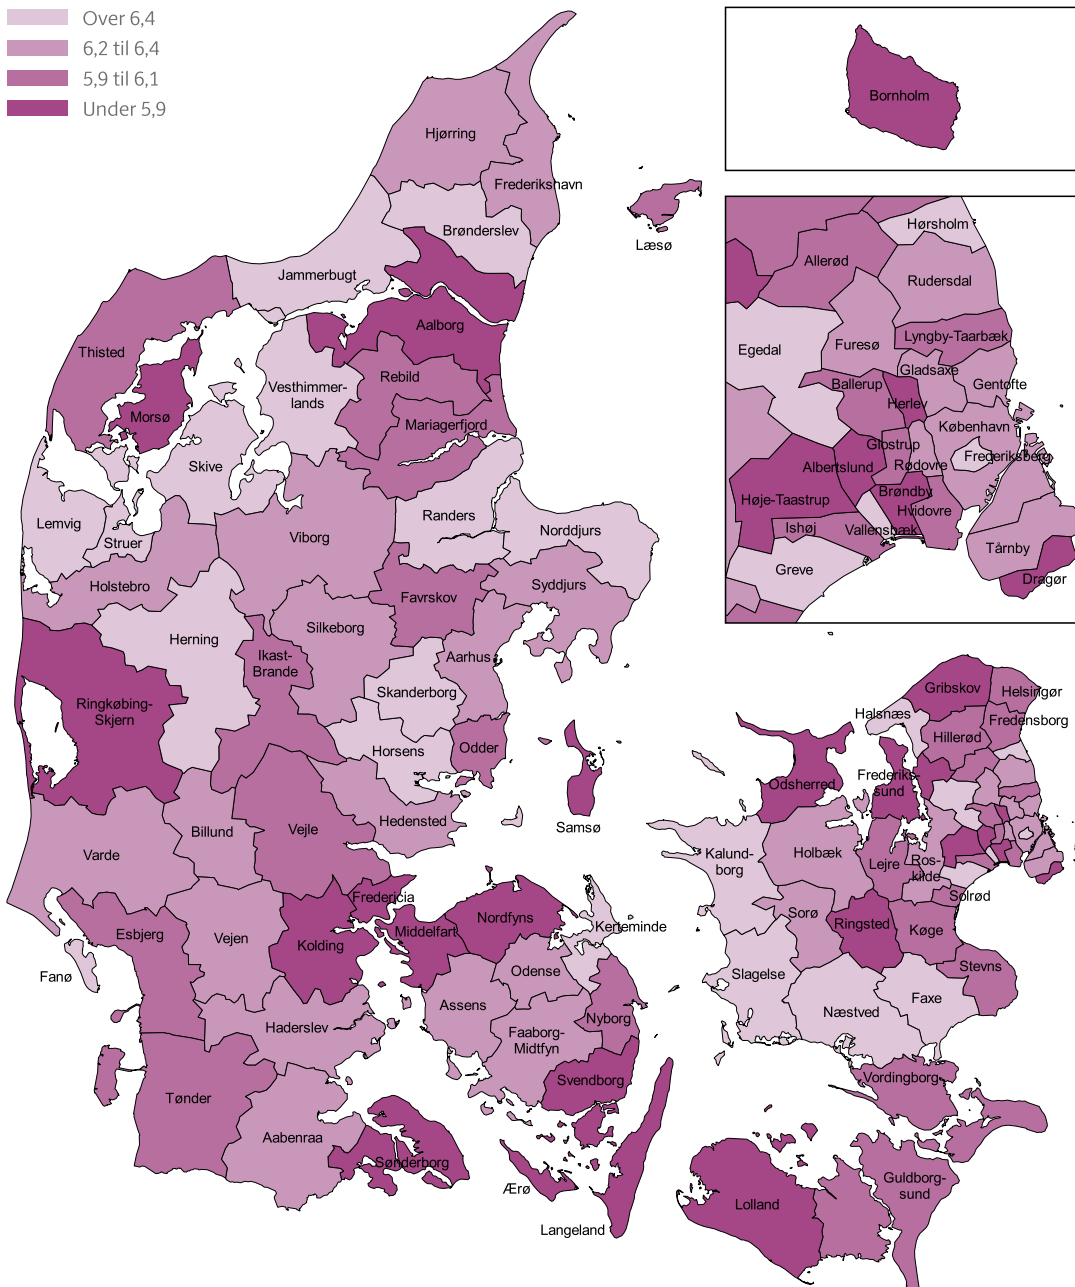 Over 6,4
6,2 til 6,4
5,9 til 6,1
Under 5,9
Bornholm
Hjørring
Frederikshavn
Brønderslev
Læsø
Jammerbugt
Aalborg
Thisted
Rebild
Vesthimmer-
lands
Morsø
Mariagerfjord
Skive
Lemvig
Struer
Randers
Norddjurs
Viborg
Holstebro
Favrskov
Syddjurs
Silkeborg
Herning
Ikast-
Brande
Aarhus
Skanderborg
Ringkøbing-
Skjern
Horsens
Odder
Samsø
Hedensted
Billund
Vejle
Varde
Fredericia
Esbjerg
Vejen
Kolding
Middelfart
Nordfyns
Kerteminde
Fanø
Odense
Assens
Haderslev
Faaborg-
Midtfyn
Nyborg
Svendborg
Tønder
Aabenraa
Sønderborg
Ærø
Langeland
Hørsholm
Allerød
Rudersdal
Egedal
Furesø
Lyngby-Taarbæk
Gladsaxe
Ballerup
Gentofte
Herlev
København
Glostrup
Frederiksberg
Albertslund
Rødovre
Høje-Taastrup
Brøndby
Hvidovre
Ishøj
Vallensbæk
Greve
Tårnby
Dragør
Gribskov
Helsingør
Halsnæs
Fredensborg
Hillerød
Odsherred
Frederiks-
sund
Kalund-
borg
Holbæk
Lejre
Ros-
kilde
Solrød
Sorø
Ringsted
Køge
Slagelse
Stevns
Næstved
Faxe
Vordingborg
Guldborg-
sund
Lolland